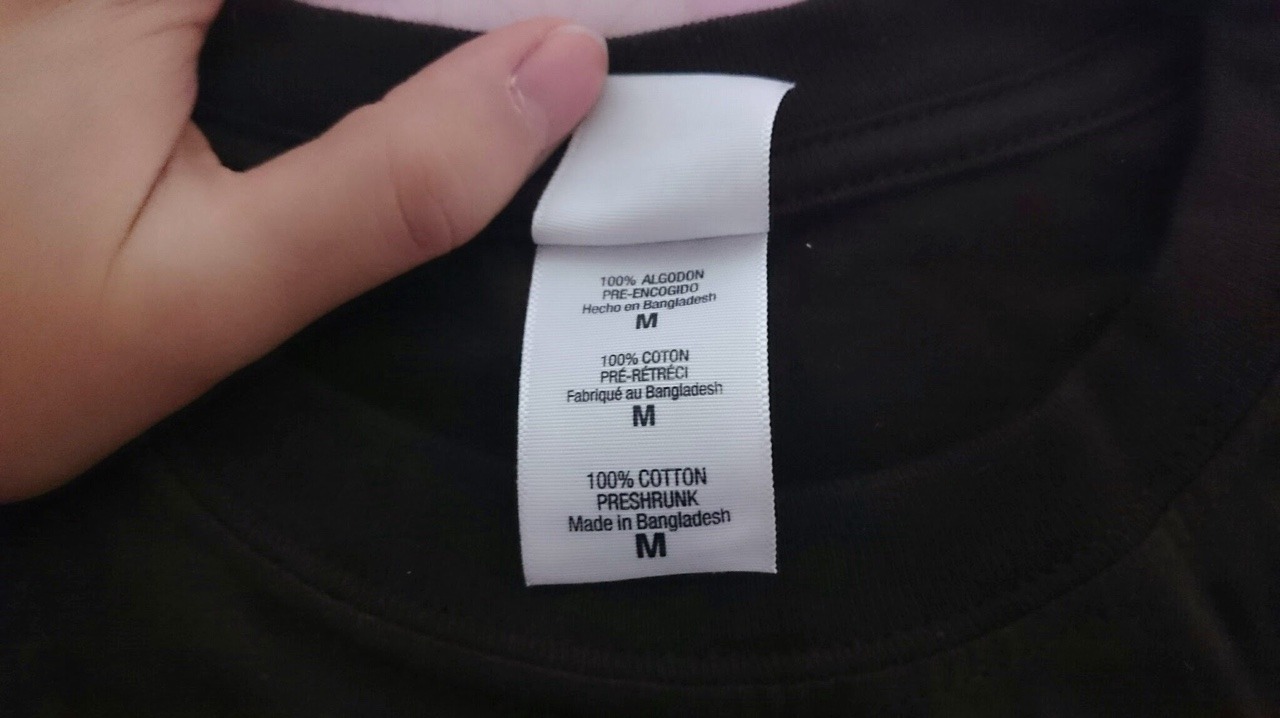 100% ALGODON
PRE-ENCOGIDO
Hecho en Bangladesh
M
100% COTON
PRÉ-RÉTRÉCI
Fabriqué au Bangladesh
M
100% COTTON
PRESHRUNK
Made in Bangladesh
M